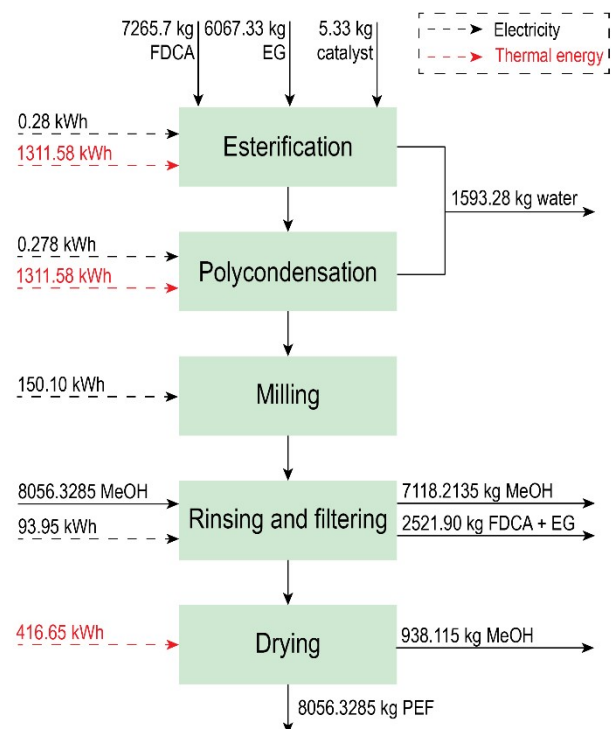 7265.7 kg
FDCA
6067.33 kg
EG
5.33 kg
catalyst
Electricity
Thermal energy
0.28 kWh
1311.58 kWh
Esterification
1593.28 kg water
0.278 kWh
1311.58 kWh
Polycondensation
150.10 kWh
Milling
8056.3285 MeOH
93.95 kWh
Rinsing and filtering
7118.2135 kg MeOH
2521.90 kg FDCA + EG
416.65 kWh
Drying
938.115 kg MeOH
8056.3285 kg PEF